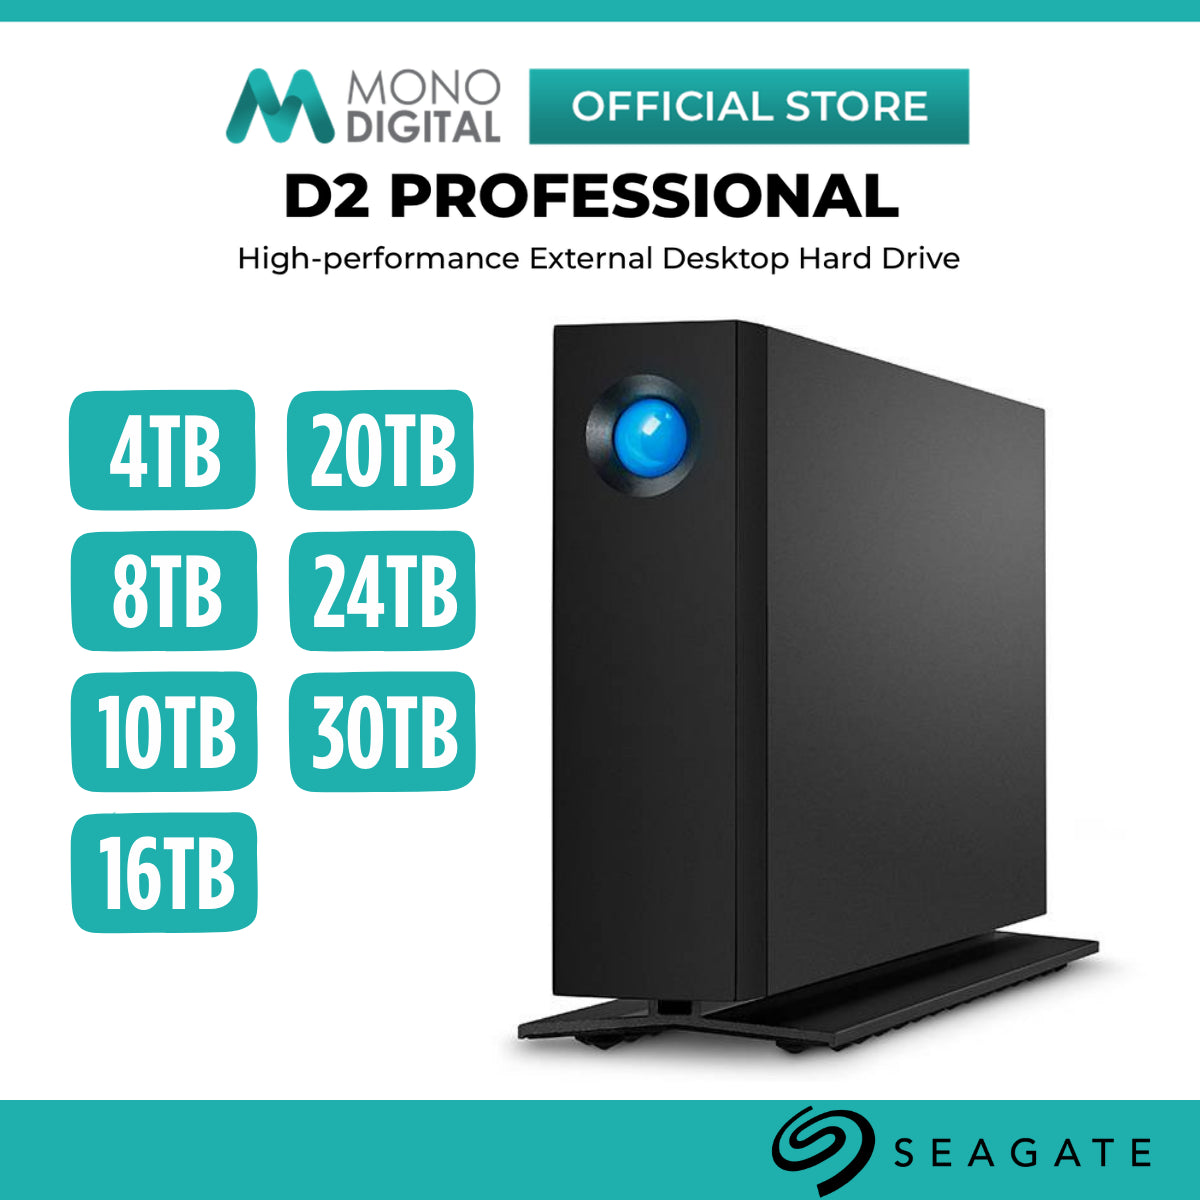 MONO
DIGITAL
OFFICIAL STORE
D2 PROFESSIONAL
High-performance External Desktop Hard Drive
4TB
20TB
8TB
24TB
10TB
30TB
16TB
SEAGATE